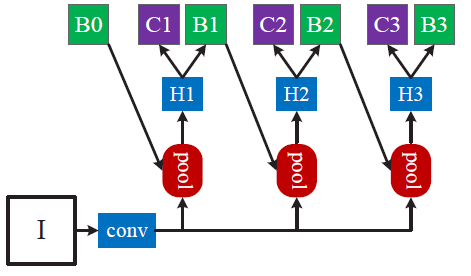 B0 C1 B1 C2 B2 C3 B3
H1 H2 H3
pool pool pool
I conv